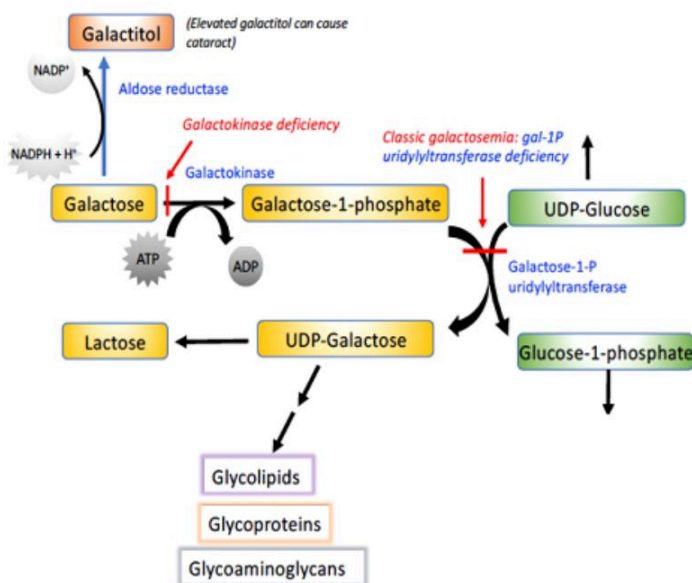 Galactitol
(Elevated galactitol can cause
cataract)
NADP⁺
Aldose reductase
NADPH + H⁺
Galactokinase deficiency
Classic galactosemia: gal-1P
uridylyltransferase deficiency
Galactokinase
Galactose
Galactose-1-phosphate
UDP-Glucose
ATP
ADP
Galactose-1-P
uridylyltransferase
Lactose
UDP-Galactose
Glucose-1-phosphate
Glycolipids
Glycoproteins
Glycoaminoglycans